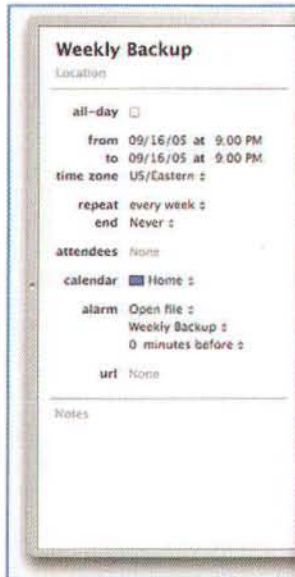 Weekly Backup
Location
all-day
from 09/16/05 at 9:00 PM
to 09/16/05 at 9:00 PM
time zone US/Eastern
repeat every week
end Never
attendees None
calendar Home
alarm Open file
Weekly Backup
0 minutes before
url None
Notes